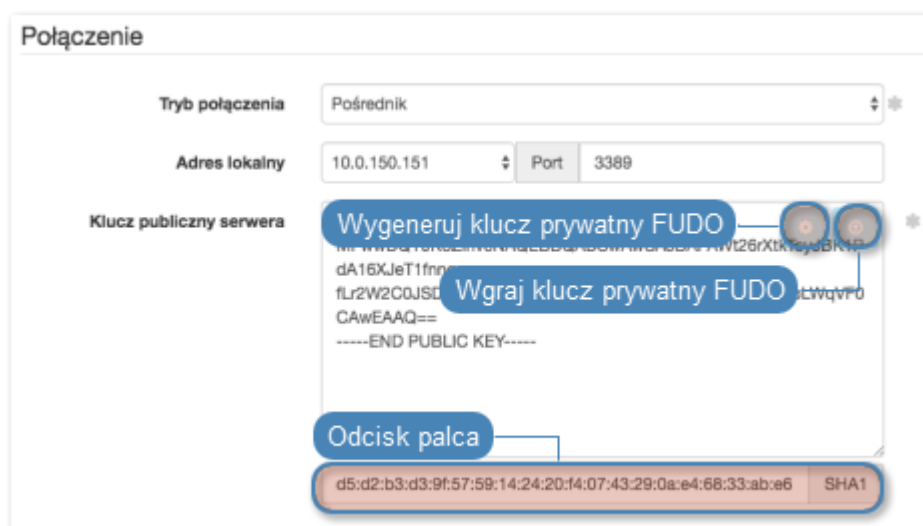 Połączenie
Tryb połączenia Pośrednik
Adres lokalny 10.0.150.151 Port 3389
Klucz publiczny serwera
Wygeneruj klucz prywatny FUDO
dA16XJeT1fnn
Wgraj klucz prywatny FUDO
CAwEAAQ==
-----END PUBLIC KEY-----
Odcisk palca
d5:d2:b3:d3:9f:57:59:14:24:20:f4:07:43:29:0a:e4:68:33:ab:e6 SHA1